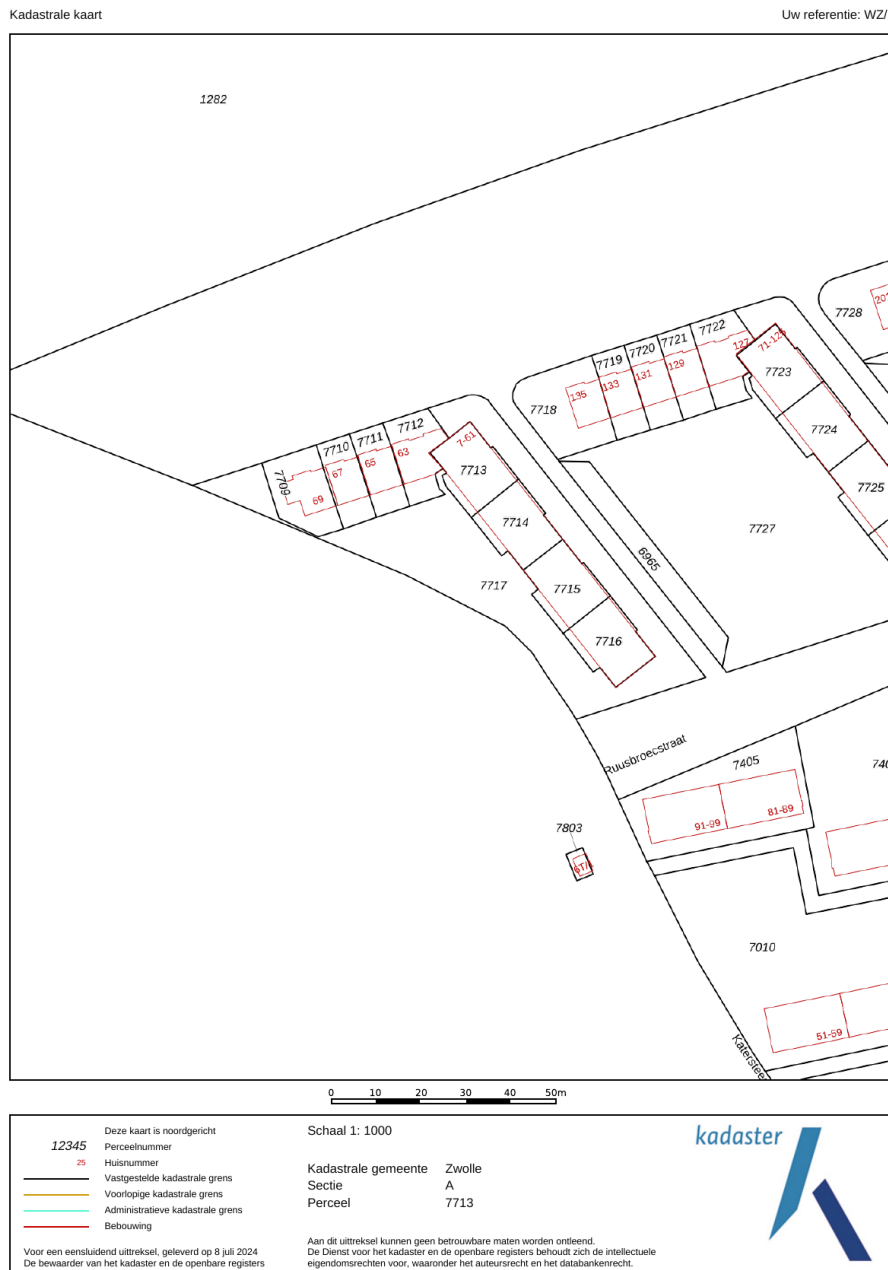 Kadastrale kaart
Uw referentie: WZ/
1282
7728
7722
7721
7720
7719
127
71-125
129
131
133
135
7723
7718
7712
7711
7710
7709
63
65
67
69
7-61
7713
7724
7725
7714
7727
6965
7717
7715
7716
Ruusbroecstraat
7405
81-89
91-99
7803
7010
51-59
0 10 20 30 40 50m
Deze kaart is noordgericht
12345 Perceelnummer
25 Huisnummer
Vastgestelde kadastrale grens
Voorlopige kadastrale grens
Administratieve kadastrale grens
Bebouwing
Voor een eensluidend uittreksel, geleverd op 8 juli 2024
De bewaarder van het kadaster en de openbare registers
Schaal 1: 1000
Kadastrale gemeente Zwolle
Sectie A
Perceel 7713
Aan dit uittreksel kunnen geen betrouwbare maten worden ontleend.
De Dienst voor het kadaster en de openbare registers behoudt zich de intellectuele
eigendomsrechten voor, waaronder het auteursrecht en het databankenrecht.
kadaster